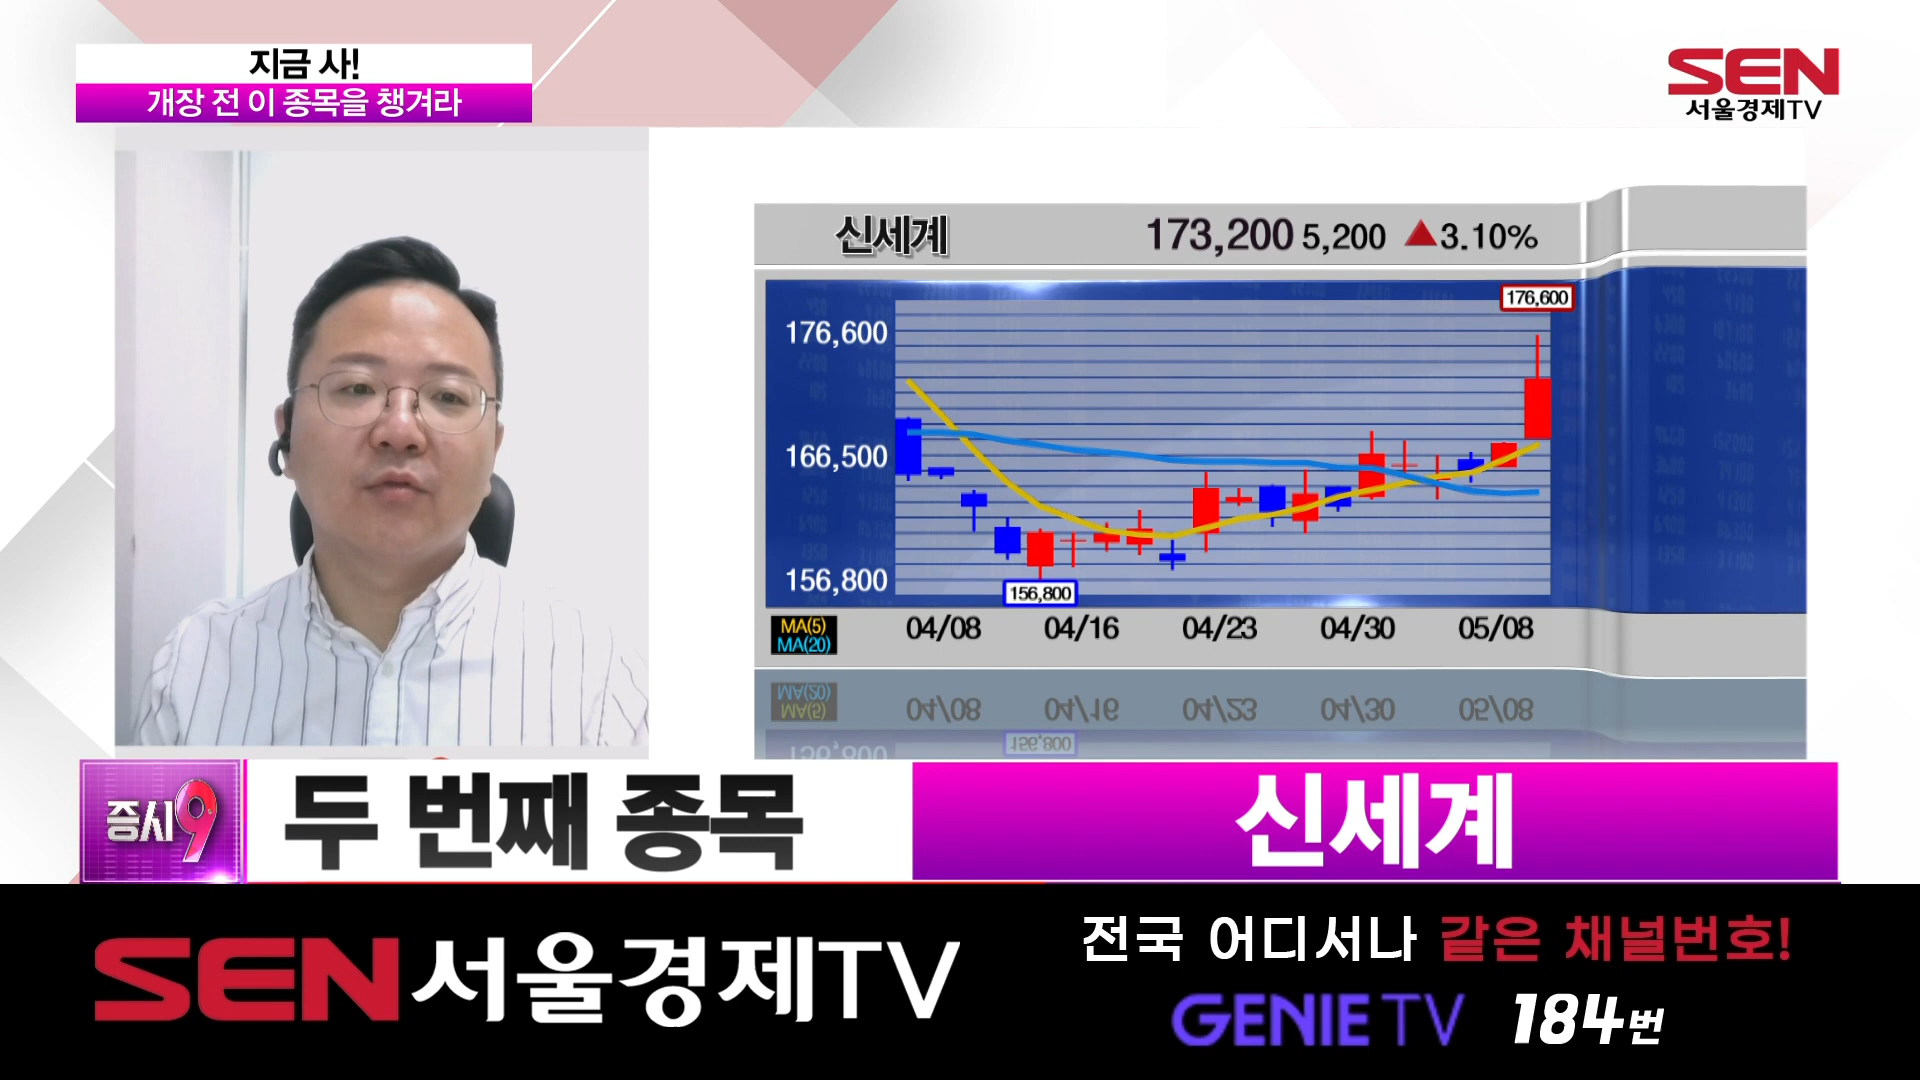 지금 사!
개장 전 이 종목을 챙겨라
SEN
서울경제TV
신세계 173,200 5,200 ▲3.10%
176,600
176,600
166,500
156,800
156,800
MA(5)
MA(20)
04/08 04/16 04/23 04/30 05/08
증시9
두 번째 종목
신세계
SEN서울경제TV
전국 어디서나 같은 채널번호!
GENIE TV 184번